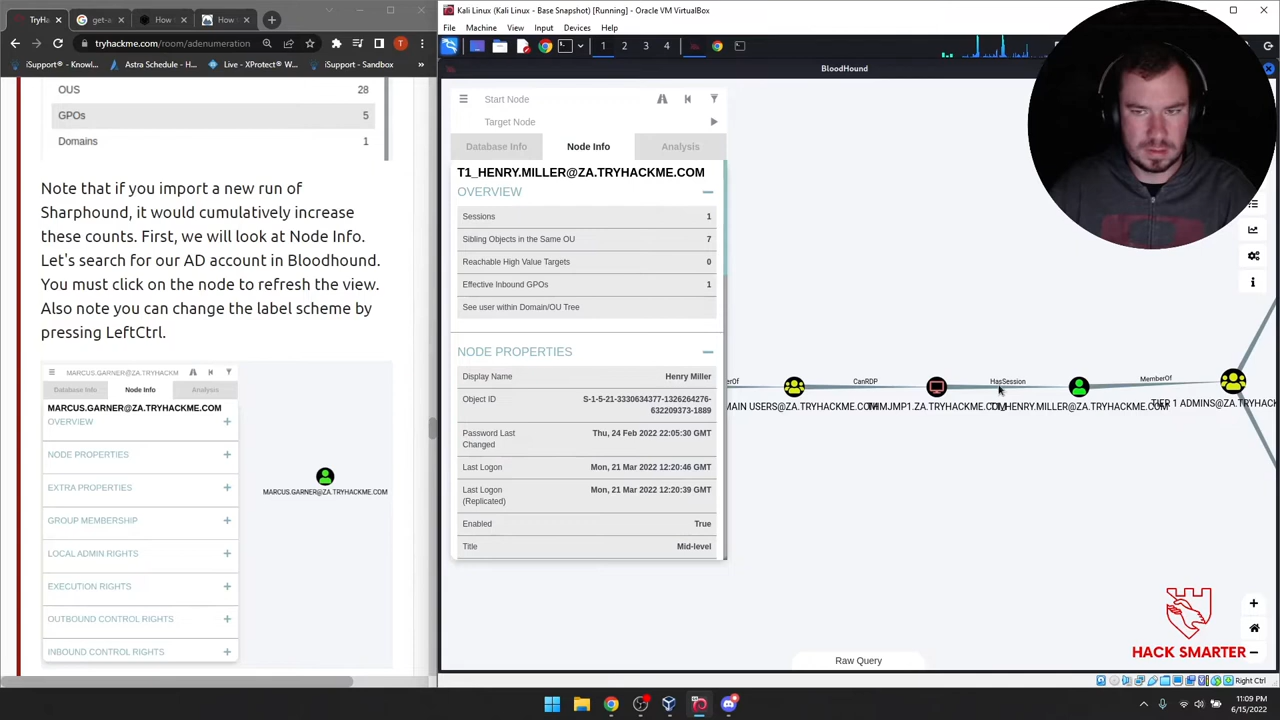 TryHa
get-a
How
How
Kali Linux (Kali Linux - Base Snapshot) [Running] - Oracle VM VirtualBox
File Machine View Input Devices Help
tryhackme.com/room/adenumeration
T
1 2 3 4
iSupport® - Knowl...
Astra Schedule - H...
Live - XProtect® W...
iSupport - Sandbox
BloodHound
OUS 28
GPOs 5
Domains 1
Start Node
Target Node
Database Info Node Info Analysis
T1_HENRY.MILLER@ZA.TRYHACKME.COM
OVERVIEW
Sessions 1
Sibling Objects in the Same OU 7
Reachable High Value Targets 0
Effective Inbound GPOs 1
See user within Domain/OU Tree
NODE PROPERTIES
Display Name Henry Miller
Object ID S-1-5-21-3330634377-1326264276-
632209373-1889
Password Last Thu, 24 Feb 2022 22:05:30 GMT
Changed
Last Logon Mon, 21 Mar 2022 12:20:46 GMT
Last Logon Mon, 21 Mar 2022 12:20:39 GMT
(Replicated)
Enabled True
Title Mid-level
Note that if you import a new run of
Sharphound, it would cumulatively increase
these counts. First, we will look at Node Info.
Let's search for our AD account in Bloodhound.
You must click on the node to refresh the view.
Also note you can change the label scheme by
pressing LeftCtrl.
MARCUS.GARNER@ZA.TRYHACKM
Database Info Node Info Analysis
MARCUS.GARNER@ZA.TRYHACKME.COM
OVERVIEW
NODE PROPERTIES
EXTRA PROPERTIES
GROUP MEMBERSHIP
LOCAL ADMIN RIGHTS
EXECUTION RIGHTS
OUTBOUND CONTROL RIGHTS
INBOUND CONTROL RIGHTS
MARCUS.GARNER@ZA.TRYHACKME.COM
erOf CanRDP HasSession MemberOf
MAIN USERS@ZA.TRYHACKME.COM
THMJMP1.ZA.TRYHACKME.COM
HENRY.MILLER@ZA.TRYHACKME.COM
TIER 1 ADMINS@ZA.TRYHACK
HACK SMARTER
Raw Query
Right Ctrl
11:09 PM
6/15/2022